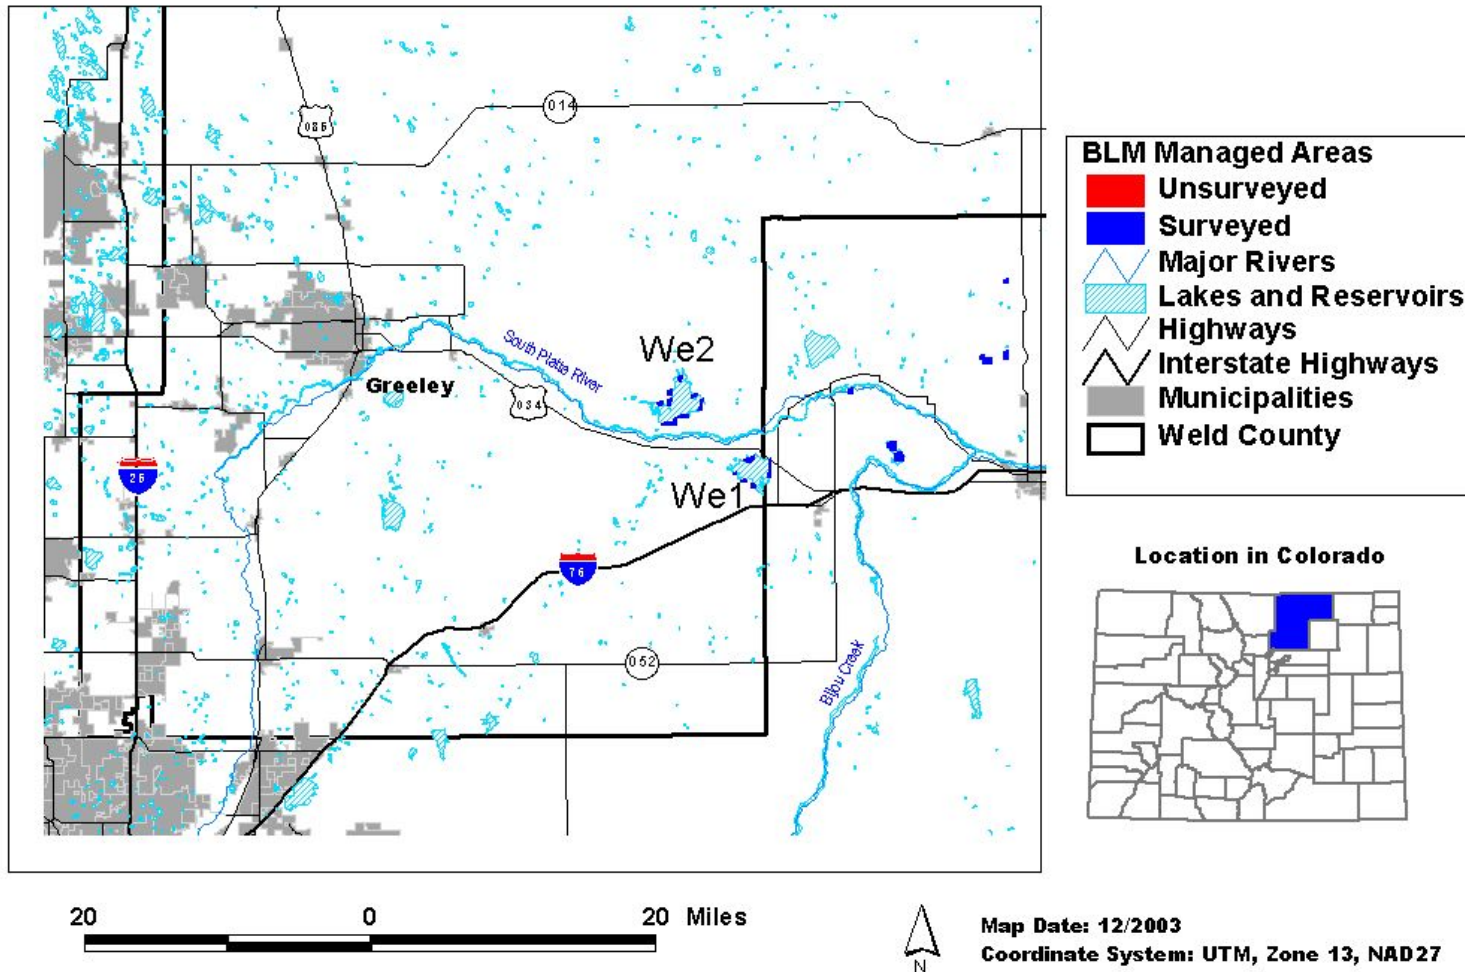 014
085
South Platte River
We2
Greeley
034
25
We1
76
052
Bijou Creek
BLM Managed Areas
Unsurveyed
Surveyed
Major Rivers
Lakes and Reservoirs
Highways
Interstate Highways
Municipalities
Weld County
Location in Colorado
20 0 20 Miles
N
Map Date: 12/2003
Coordinate System: UTM, Zone 13, NAD27